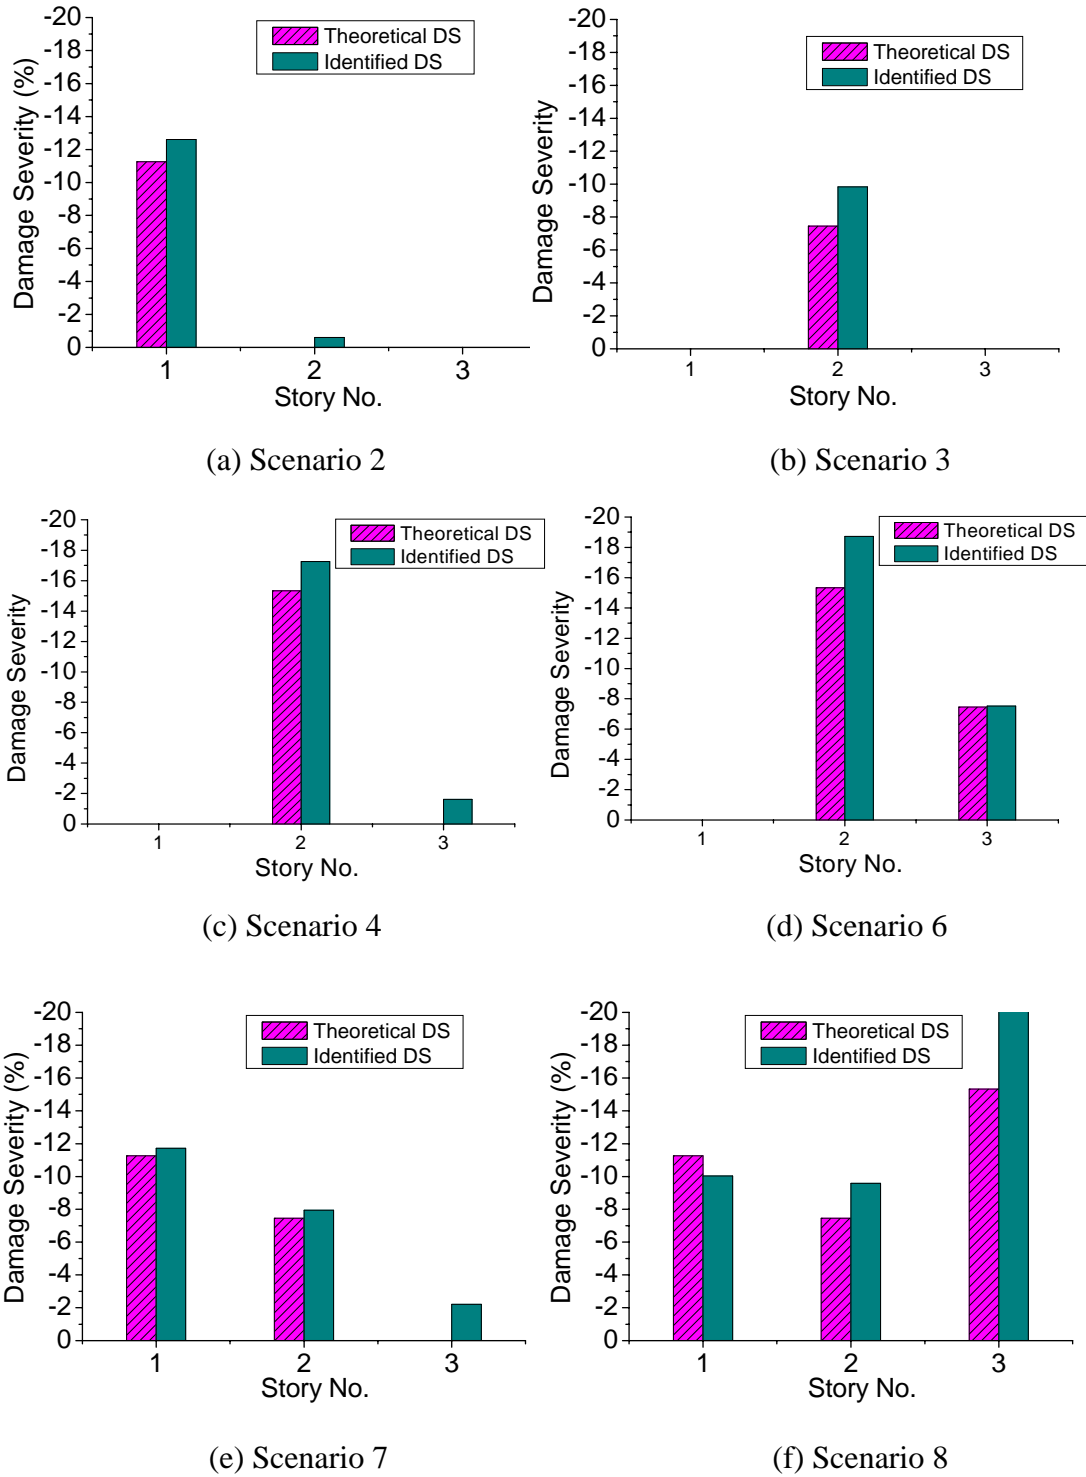 -20
-18
-16
-14
-12
-10
-8
-6
-4
-2
0
Damage Severity (%)
Theoretical DS
Identified DS
1 2 3
Story No.
(a) Scenario 2
-20
-18
-16
-14
-12
-10
-8
-6
-4
-2
0
Damage Severity
Theoretical DS
Identified DS
1 2 3
Story No.
(b) Scenario 3
-20
-18
-16
-14
-12
-10
-8
-6
-4
-2
0
Damage Severity
Theoretical DS
Identified DS
1 2 3
Story No.
(c) Scenario 4
-20
-18
-16
-14
-12
-10
-8
-6
-4
-2
0
Damage Severity
Theoretical DS
Identified DS
1 2 3
Story No.
(d) Scenario 6
-20
-18
-16
-14
-12
-10
-8
-6
-4
-2
0
Damage Severity (%)
Theoretical DS
Identified DS
1 2 3
Story No.
(e) Scenario 7
-20
-18
-16
-14
-12
-10
-8
-6
-4
-2
0
Damage Severity (%)
Theoretical DS
Identified DS
1 2 3
Story No.
(f) Scenario 8